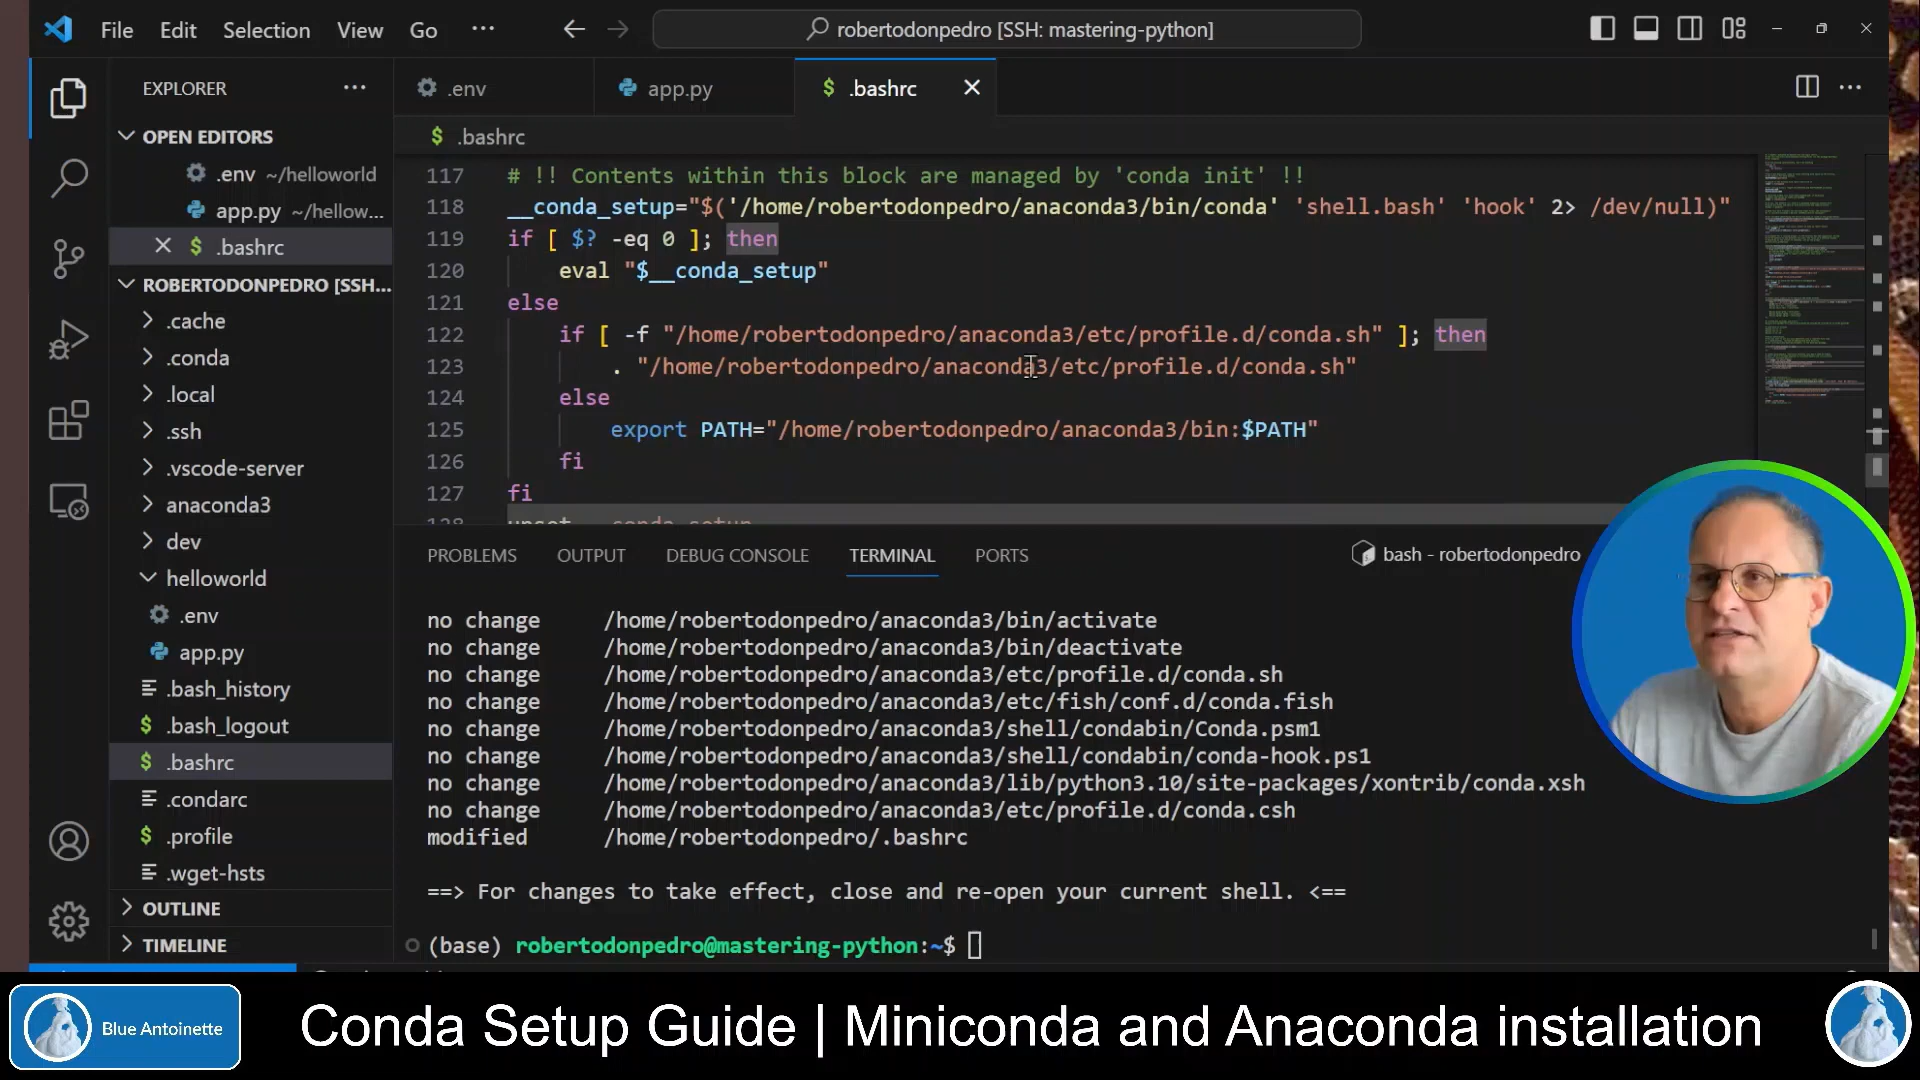 File Edit Selection View Go ··· robertodonpedro [SSH: mastering-python]
EXPLORER ···
.env app.py $ .bashrc
OPEN EDITORS
.env ~/helloworld
app.py ~/hellow...
$ .bashrc
ROBERTODONPEDRO [SSH...
.cache
.conda
.local
.ssh
.vscode-server
anaconda3
dev
helloworld
.env
app.py
.bash_history
$ .bash_logout
$ .bashrc
.condarc
$ .profile
.wget-hsts
OUTLINE
TIMELINE
$ .bashrc
117 # !! Contents within this block are managed by 'conda init' !!
118 __conda_setup="$('/home/robertodonpedro/anaconda3/bin/conda' 'shell.bash' 'hook' 2> /dev/null)"
119 if [ $? -eq 0 ]; then
120 eval "$__conda_setup"
121 else
122 if [ -f "/home/robertodonpedro/anaconda3/etc/profile.d/conda.sh" ]; then
123 . "/home/robertodonpedro/anaconda3/etc/profile.d/conda.sh"
124 else
125 export PATH="/home/robertodonpedro/anaconda3/bin:$PATH"
126 fi
127 fi
128 unset __conda_setup
PROBLEMS OUTPUT DEBUG CONSOLE TERMINAL PORTS bash - robertodonpedro
no change /home/robertodonpedro/anaconda3/bin/activate
no change /home/robertodonpedro/anaconda3/bin/deactivate
no change /home/robertodonpedro/anaconda3/etc/profile.d/conda.sh
no change /home/robertodonpedro/anaconda3/etc/fish/conf.d/conda.fish
no change /home/robertodonpedro/anaconda3/shell/condabin/Conda.psm1
no change /home/robertodonpedro/anaconda3/shell/condabin/conda-hook.ps1
no change /home/robertodonpedro/anaconda3/lib/python3.10/site-packages/xontrib/conda.xsh
no change /home/robertodonpedro/anaconda3/etc/profile.d/conda.csh
modified /home/robertodonpedro/.bashrc
==> For changes to take effect, close and re-open your current shell. <==
(base) robertodonpedro@mastering-python:~$
Blue Antoinette
Conda Setup Guide | Miniconda and Anaconda installation